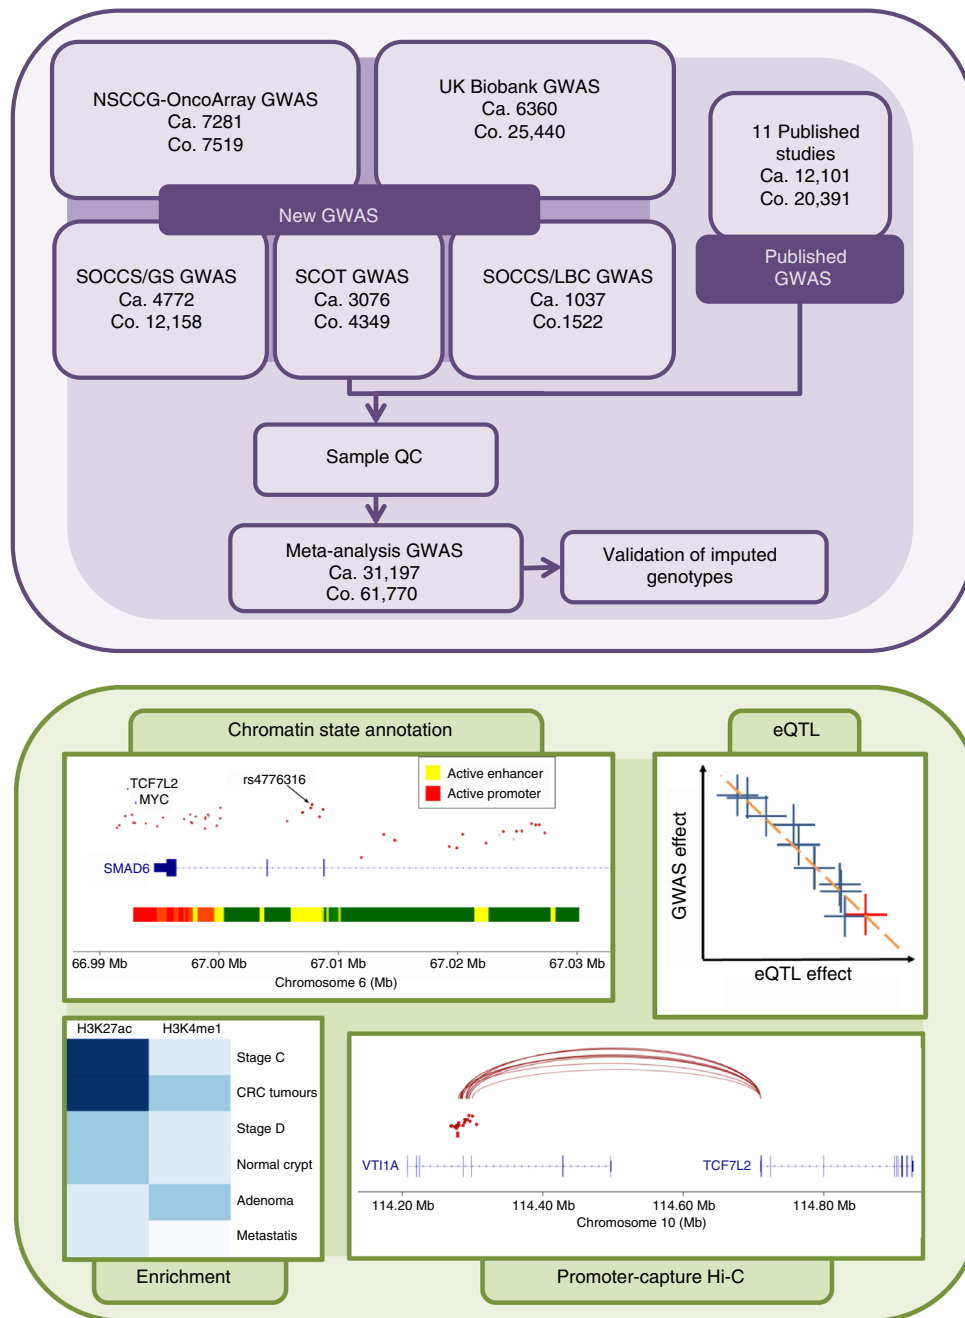 NSCCG-OncoArray GWAS
Ca. 7281
Co. 7519
UK Biobank GWAS
Ca. 6360
Co. 25,440
11 Published
studies
Ca. 12,101
Co. 20,391
New GWAS
Published
GWAS
SOCCS/GS GWAS
Ca. 4772
Co. 12,158
SCOT GWAS
Ca. 3076
Co. 4349
SOCCS/LBC GWAS
Ca. 1037
Co.1522
Sample QC
Meta-analysis GWAS
Ca. 31,197
Co. 61,770
Validation of imputed
genotypes
Chromatin state annotation
TCF7L2
MYC
rs4776316
Active enhancer
Active promoter
SMAD6
66.99 Mb 67.00 Mb 67.01 Mb 67.02 Mb 67.03 Mb
Chromosome 6 (Mb)
eQTL
GWAS effect
eQTL effect
H3K27ac H3K4me1
Stage C
CRC tumours
Stage D
Normal crypt
Adenoma
Metastatis
Enrichment
VTI1A
TCF7L2
114.20 Mb 114.40 Mb 114.60 Mb 114.80 Mb
Chromosome 10 (Mb)
Promoter-capture Hi-C